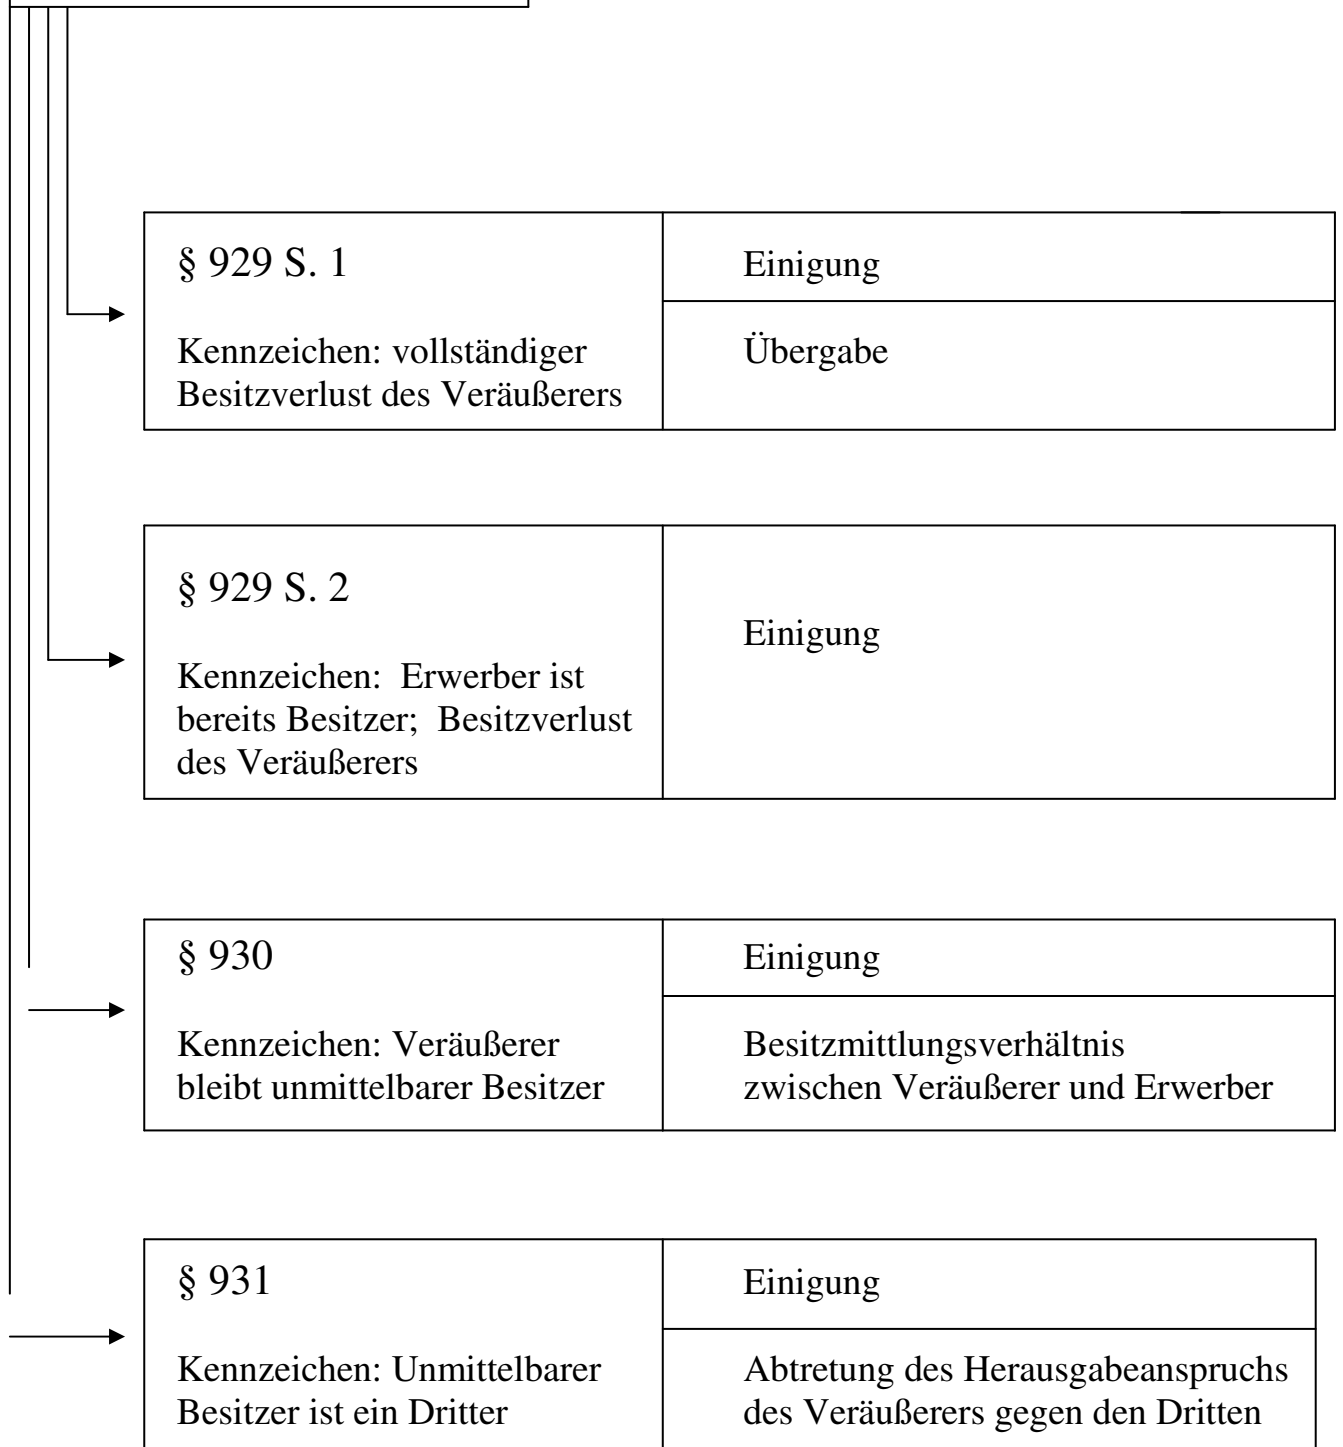 § 929 S. 1
Kennzeichen: vollständiger
Besitzverlust des Veräußerers
Einigung
Übergabe
§ 929 S. 2
Kennzeichen: Erwerber ist
bereits Besitzer; Besitzverlust
des Veräußerers
Einigung
§ 930
Kennzeichen: Veräußerer
bleibt unmittelbarer Besitzer
Einigung
Besitzmittlungsverhältnis
zwischen Veräußerer und Erwerber
§ 931
Kennzeichen: Unmittelbarer
Besitzer ist ein Dritter
Einigung
Abtretung des Herausgabeanspruchs
des Veräußerers gegen den Dritten